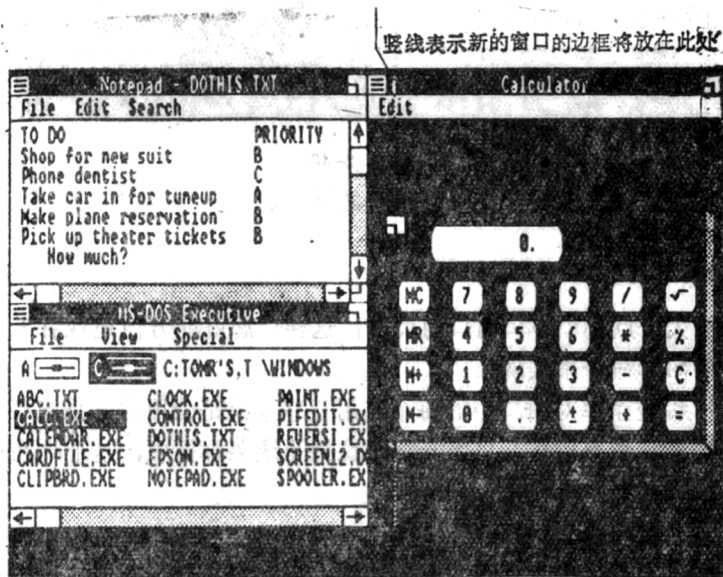 竖线表示新的窗口的边框将放在此处
Notepad - DOTHIS.TXT
File Edit Search
TO DO PRIORITY
Shop for new suit B
Phone dentist C
Take car in for tuneup A
Make plane reservation B
Pick up theater tickets B
How much?
MS-DOS Executive
File View Special
A C C:TOMR'S,T \WINDOWS
ABC.TXT CLOCK.EXE PAINT.EXE
CALC.EXE CONTROL.EXE PIFEDIT.EX
CALENDAR.EXE DOTHIS.TXT REVERSI.EX
CARDFILE.EXE EPSON.EXE SCREEN12.D
CLIPBRD.EXE NOTEPAD.EXE SPOOLER.EX
Calculator
Edit
0.
MC 7 8 9 / √
MR 4 5 6 * %
M+ 1 2 3 - C
M- 0 . ± + =